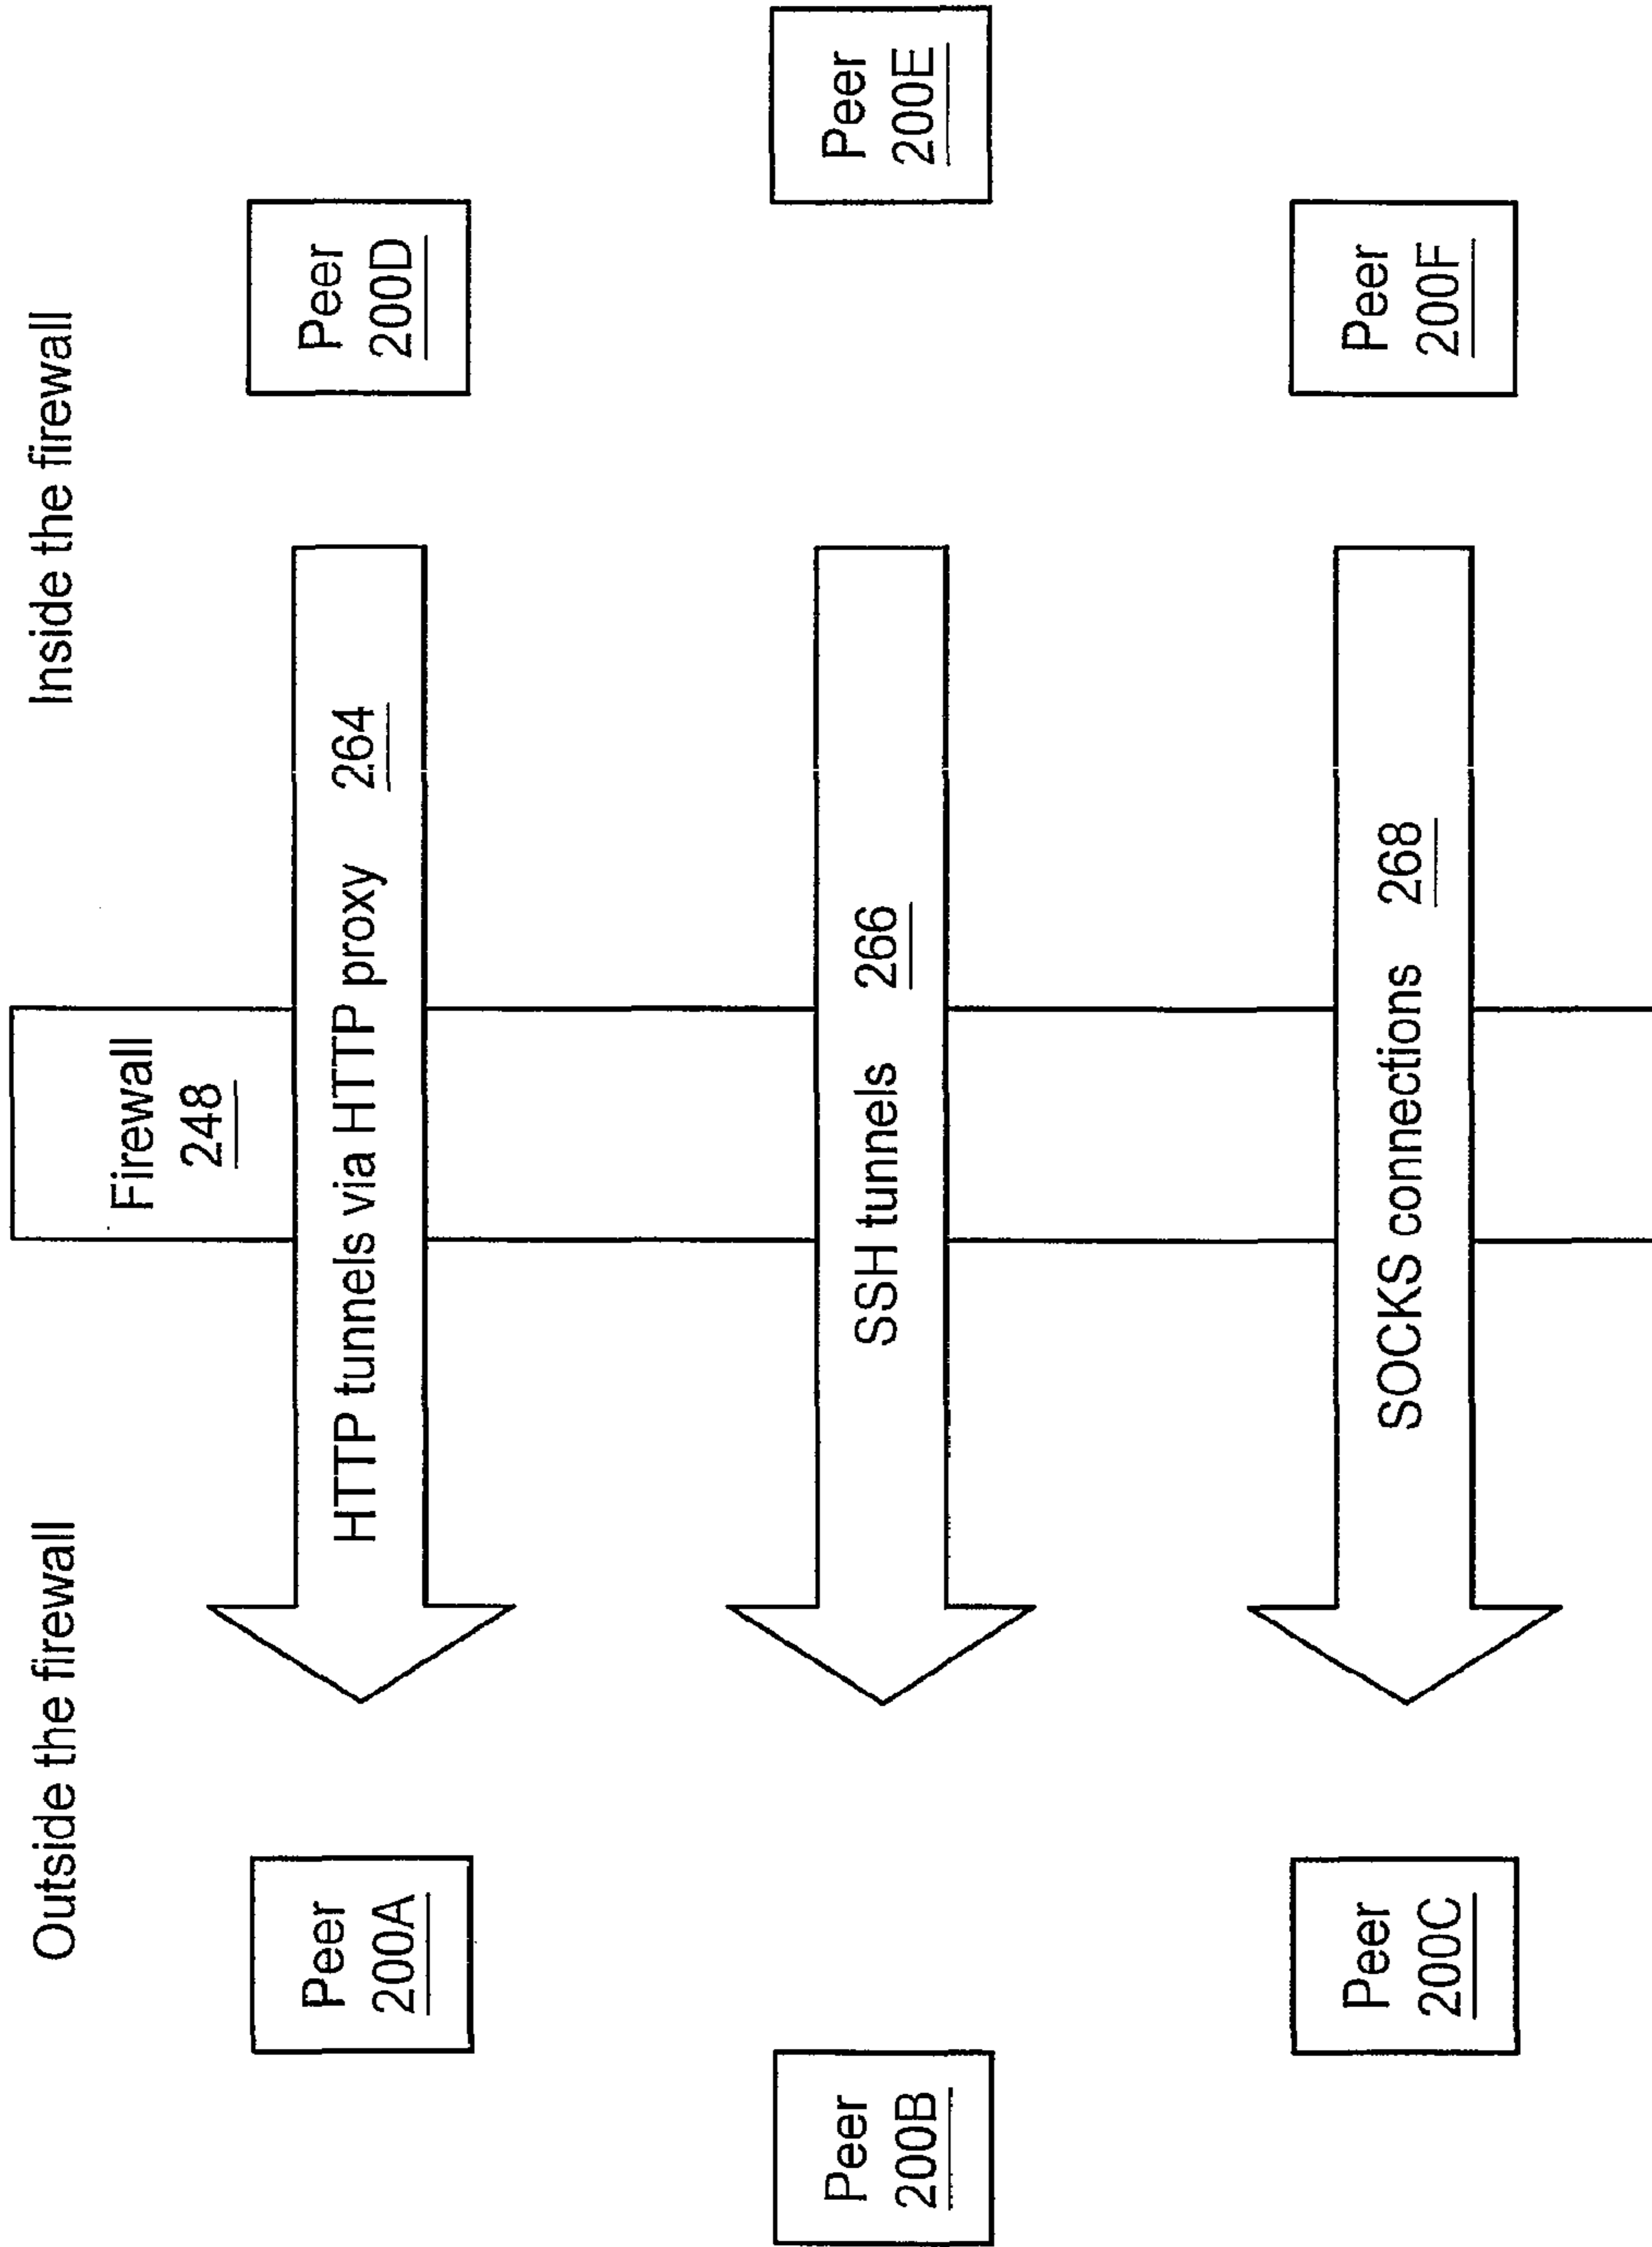 Outside the firewall
Inside the firewall
Firewall
248
HTTP tunnels via HTTP proxy 264
Peer
200A
Peer
200D
SSH tunnels 266
Peer
200B
Peer
200E
SOCKS connections 268
Peer
200C
Peer
200F